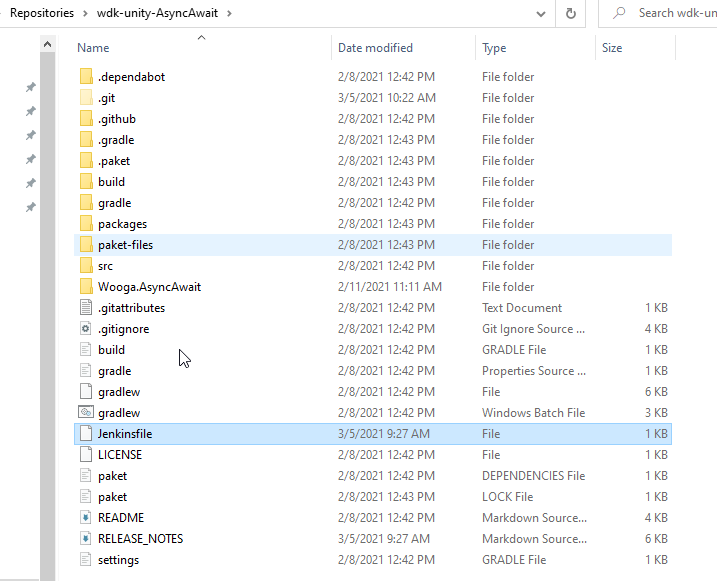 Repositories > wdk-unity-AsyncAwait >
Search wdk-un
Name Date modified Type Size
.dependabot 2/8/2021 12:42 PM File folder
.git 3/5/2021 10:22 AM File folder
.github 2/8/2021 12:42 PM File folder
.gradle 2/8/2021 12:43 PM File folder
.paket 2/8/2021 12:43 PM File folder
build 2/8/2021 12:43 PM File folder
gradle 2/8/2021 12:42 PM File folder
packages 2/8/2021 12:43 PM File folder
paket-files 2/8/2021 12:43 PM File folder
src 2/8/2021 12:42 PM File folder
Wooga.AsyncAwait 2/11/2021 11:11 AM File folder
.gitattributes 2/8/2021 12:42 PM Text Document 1 KB
.gitignore 2/8/2021 12:42 PM Git Ignore Source ... 4 KB
build 2/8/2021 12:42 PM GRADLE File 1 KB
gradle 2/8/2021 12:42 PM Properties Source ... 1 KB
gradlew 2/8/2021 12:42 PM File 6 KB
gradlew 2/8/2021 12:42 PM Windows Batch File 3 KB
Jenkinsfile 3/5/2021 9:27 AM File 1 KB
LICENSE 2/8/2021 12:42 PM File 1 KB
paket 2/8/2021 12:42 PM DEPENDENCIES File 1 KB
paket 2/8/2021 12:43 PM LOCK File 1 KB
README 2/8/2021 12:42 PM Markdown Source... 4 KB
RELEASE_NOTES 3/5/2021 9:27 AM Markdown Source... 6 KB
settings 2/8/2021 12:42 PM GRADLE File 1 KB